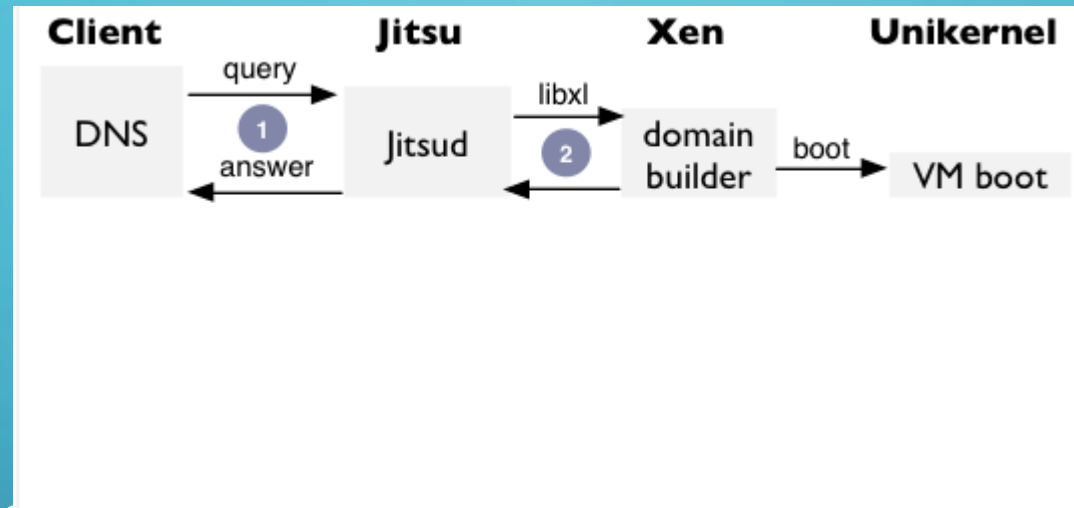 Client
Jitsu
Xen
Unikernel
query
libxl
DNS
1
Jitsud
2
domain
builder
boot
VM boot
answer